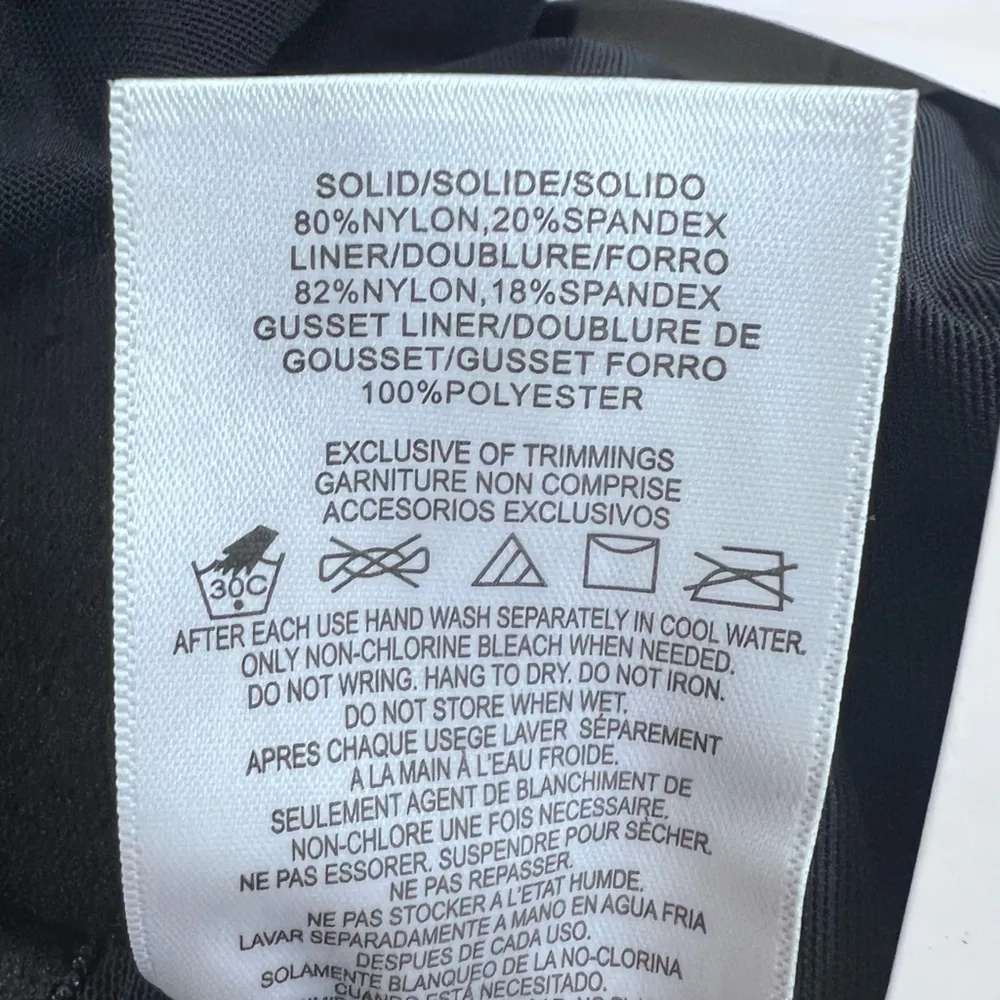 SOLID/SOLIDE/SOLIDO
80%NYLON,20%SPANDEX
LINER/DOUBLURE/FORRO
82%NYLON,18%SPANDEX
GUSSET LINER/DOUBLURE DE
GOUSSET/GUSSET FORRO
100%POLYESTER
EXCLUSIVE OF TRIMMINGS
GARNITURE NON COMPRISE
ACCESORIOS EXCLUSIVOS
30C
AFTER EACH USE HAND WASH SEPARATELY IN COOL WATER.
ONLY NON-CHLORINE BLEACH WHEN NEEDED.
DO NOT WRING. HANG TO DRY. DO NOT IRON.
DO NOT STORE WHEN WET.
APRES CHAQUE USEGE LAVER SÉPAREMENT
A LA MAIN À L'EAU FROIDE.
SEULEMENT AGENT DE BLANCHIMENT DE
NON-CHLORE UNE FOIS NECESSAIRE.
NE PAS ESSORER. SUSPENDRE POUR SÈCHER.
NE PAS REPASSER.
NE PAS STOCKER A L'ETAT HUMDE.
LAVAR SEPARADAMENTE A MANO EN AGUA FRIA
DESPUES DE CADA USO.
SOLAMENTE BLANQUEO DE LA NO-CLORINA
CUANDO ESTÁ NECESITADO.